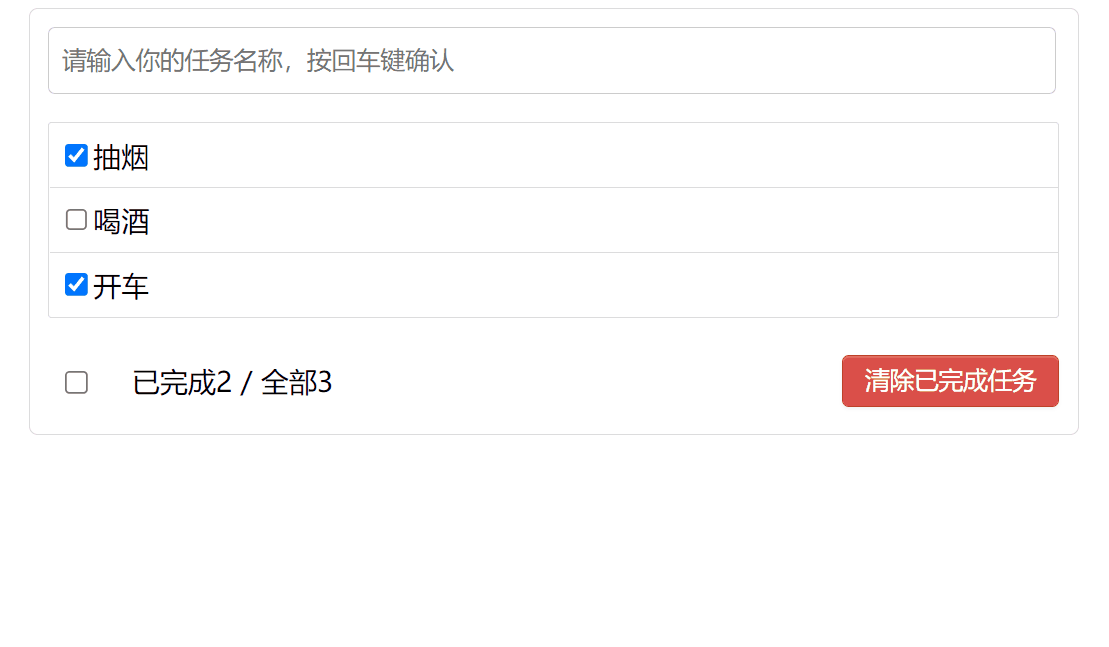 请输入你的任务名称，按回车键确认
抽烟
喝酒
开车
已完成2 / 全部3
清除已完成任务